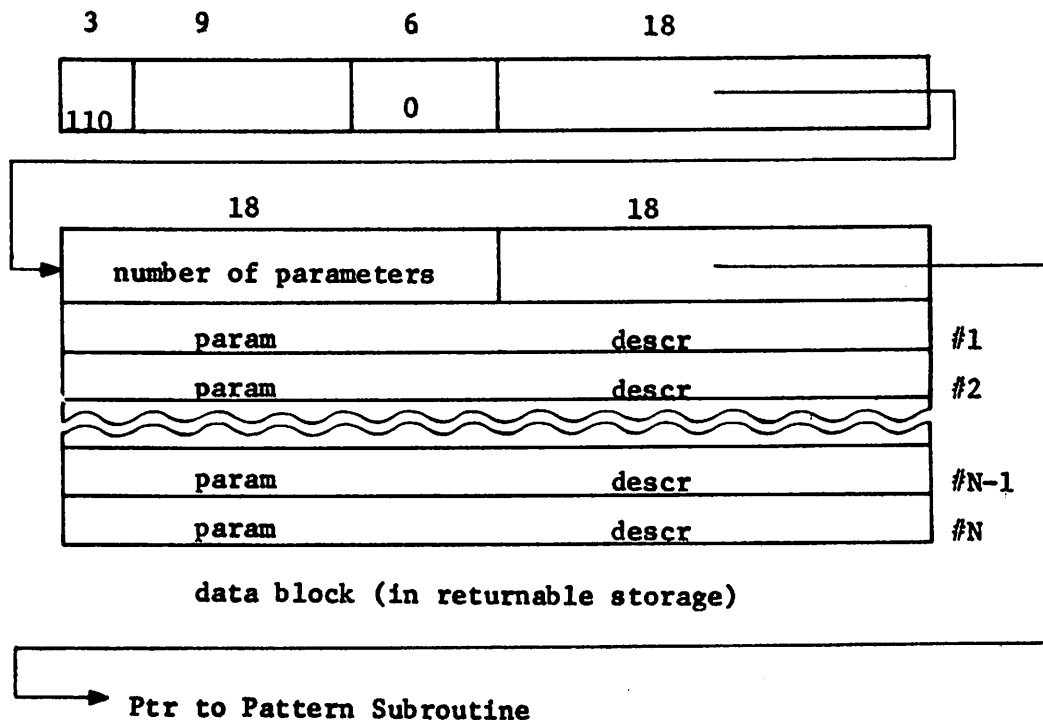 3 9 6 18
110 0
18 18
number of parameters
param descr #1
param descr #2
param descr #N-1
param descr #N
data block (in returnable storage)
Ptr to Pattern Subroutine